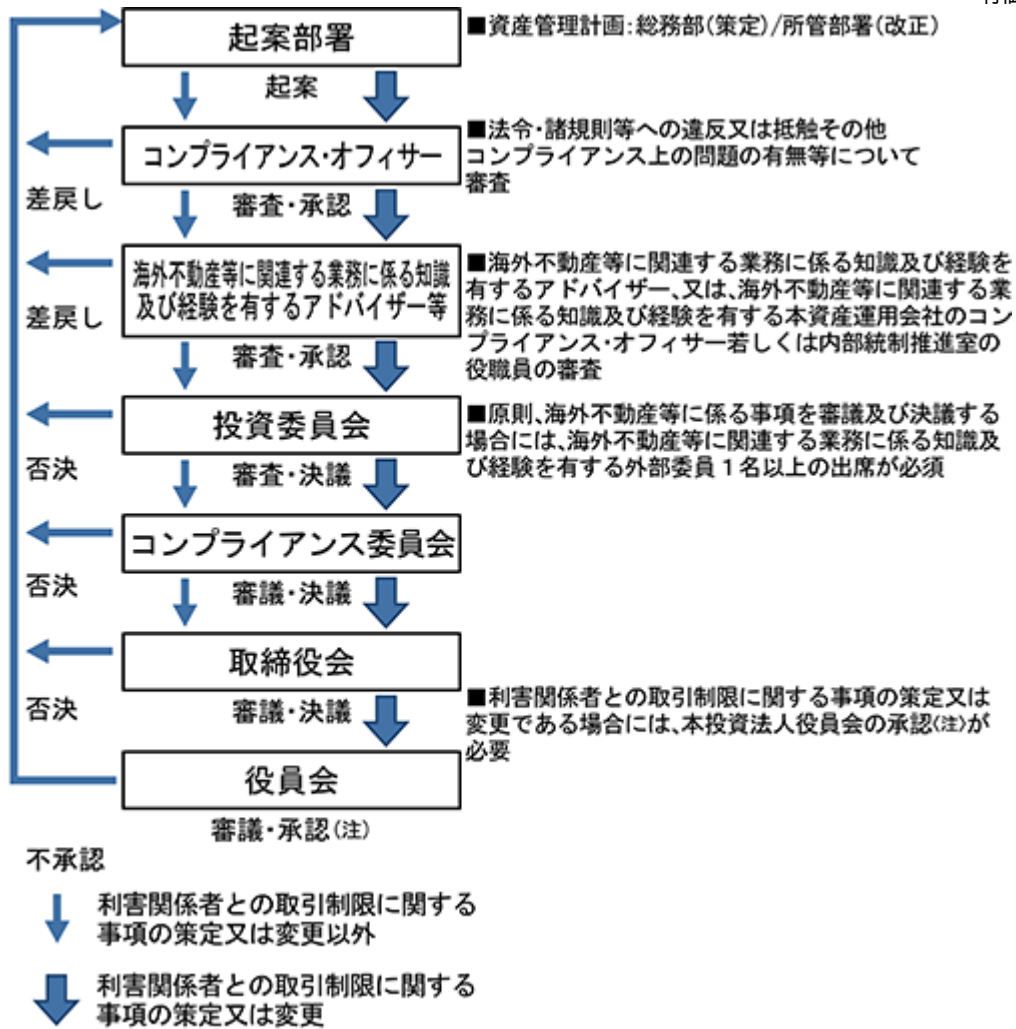 起案部署
■資産管理計画:総務部(策定)/所管部署(改正)
起案
コンプライアンス・オフィサー
■法令・諸規則等への違反又は抵触その他
コンプライアンス上の問題の有無等について
審査
差戻し
審査・承認
海外不動産等に関連する業務に係る知識
及び経験を有するアドバイザー等
■海外不動産等に関連する業務に係る知識及び経験を
有するアドバイザー、又は、海外不動産等に関連する業
務に係る知識及び経験を有する本資産運用会社のコン
プライアンス・オフィサー若しくは内部統制推進室の
役職員の審査
差戻し
審査・承認
投資委員会
■原則、海外不動産等に係る事項を審議及び決議する
場合には、海外不動産等に関連する業務に係る知識及
び経験を有する外部委員1名以上の出席が必須
否決
審査・決議
コンプライアンス委員会
否決
審議・決議
取締役会
否決
審議・決議
■利害関係者との取引制限に関する事項の策定又は
変更である場合には、本投資法人役員会の承認(注)が
必要
役員会
審議・承認(注)
不承認
利害関係者との取引制限に関する
事項の策定又は変更以外
利害関係者との取引制限に関する
事項の策定又は変更